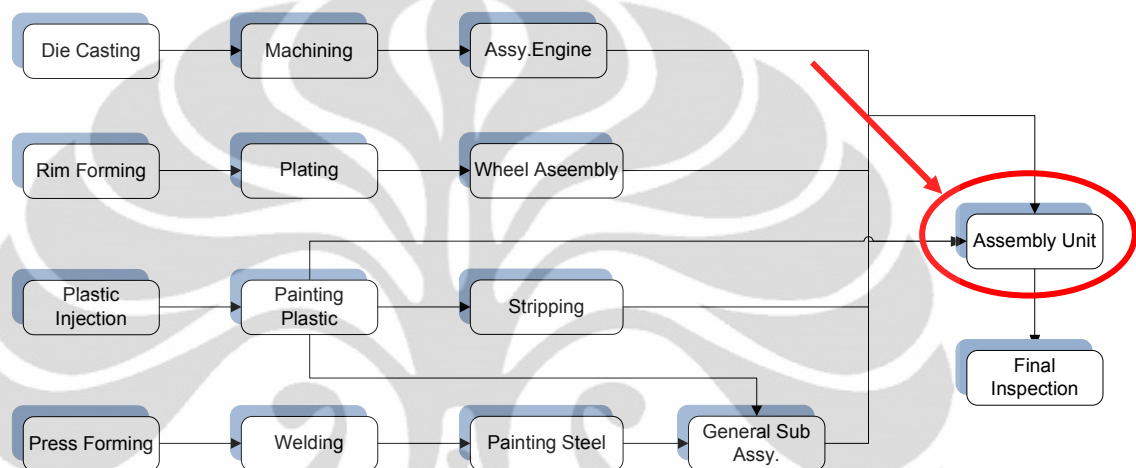 Die Casting
Machining
Assy.Engine
Rim Forming
Plating
Wheel Aseembly
Assembly Unit
Plastic
Injection
Painting
Plastic
Stripping
Final
Inspection
Press Forming
Welding
Painting Steel
General Sub
Assy.